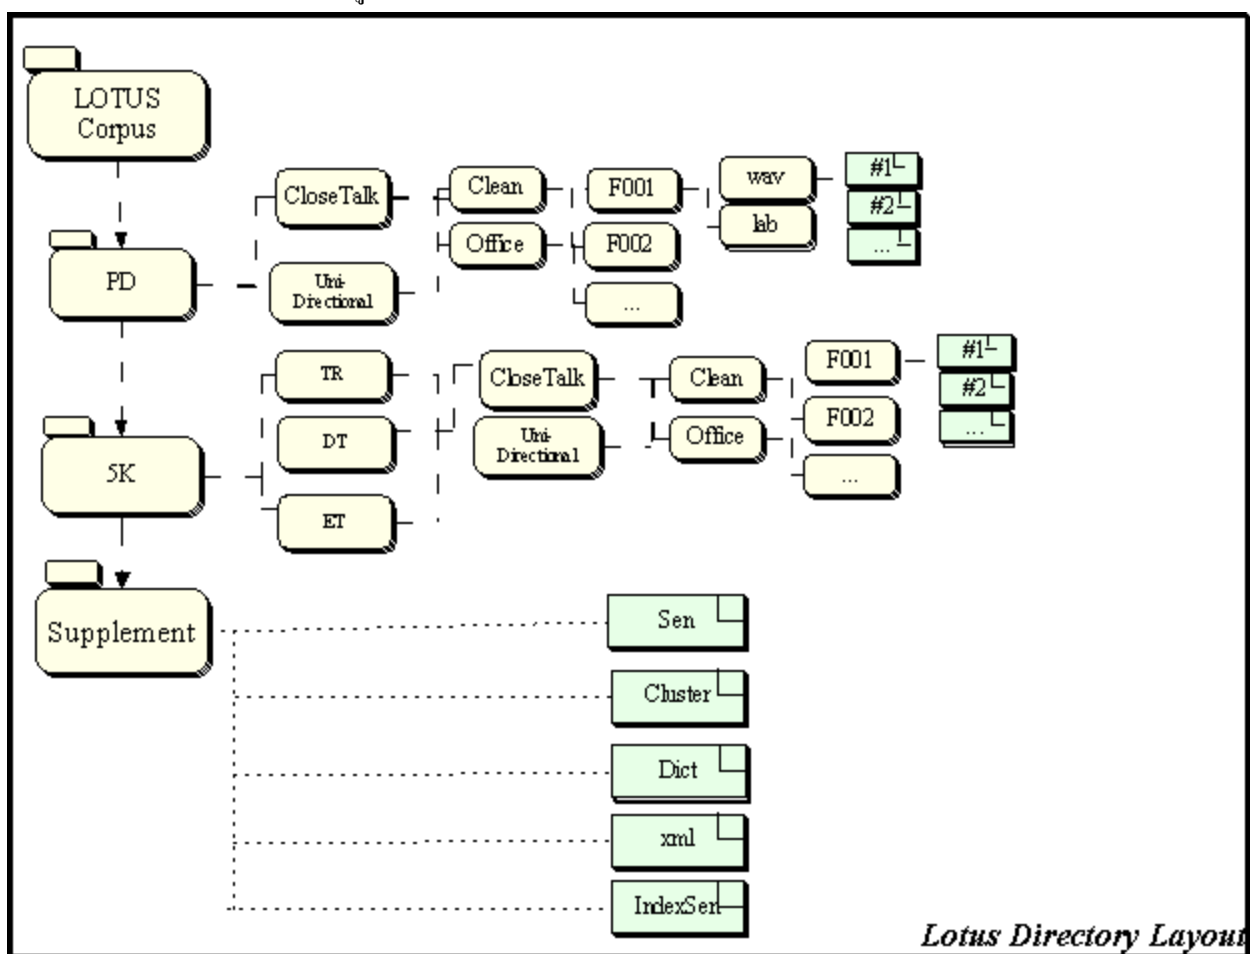 LOTUS
Corpus
CloseTalk
Clean
F001
wav
#1
lab
#2
Office
F002
...
PD
Uni-
Directional
...
TR
CloseTalk
Clean
F001
#1
#2
DT
Uni-
Directional
Office
F002
...
5K
...
ET
Supplement
Sen
Cluster
Dict
xml
IndexSen
Lotus Directory Layout